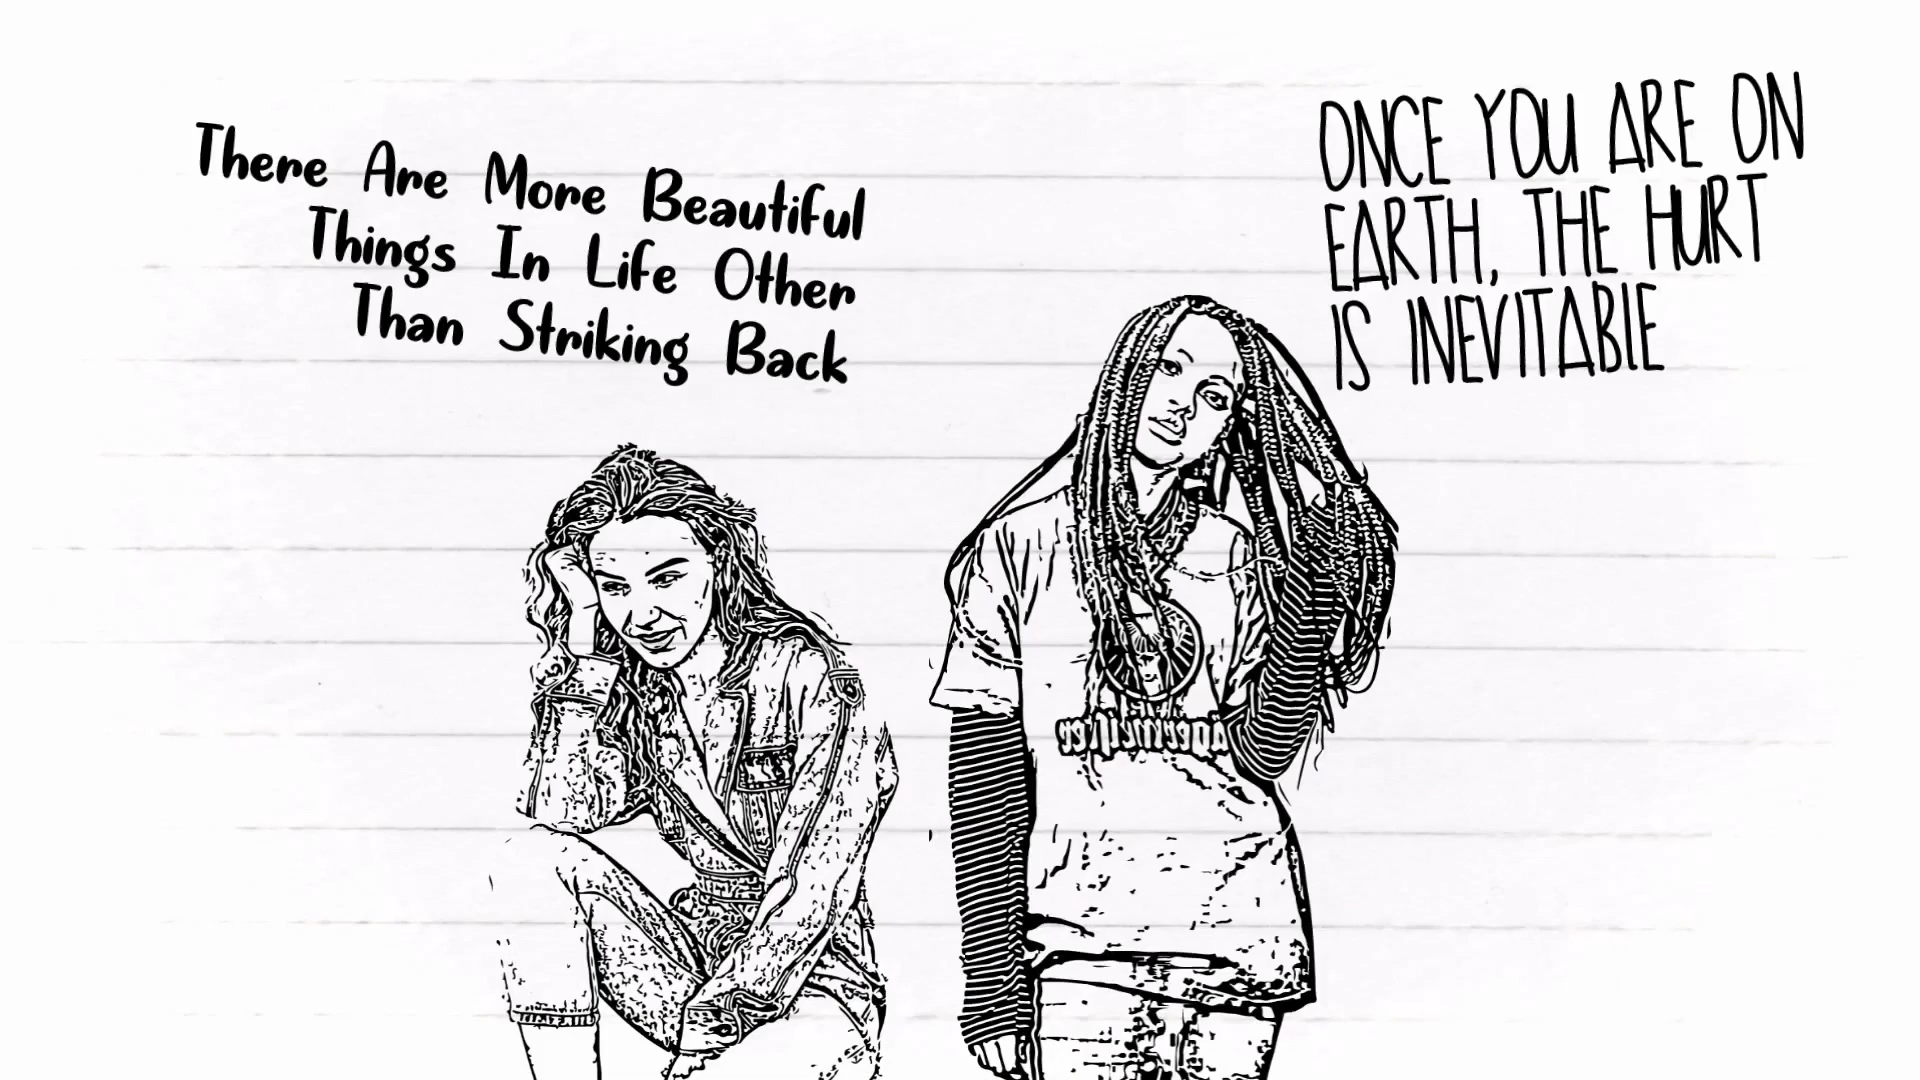 There Are More Beautiful
Things In Life Other
Than Striking Back
ONCE YOU ARE ON
EARTH, THE HURT
IS INEVITABLE